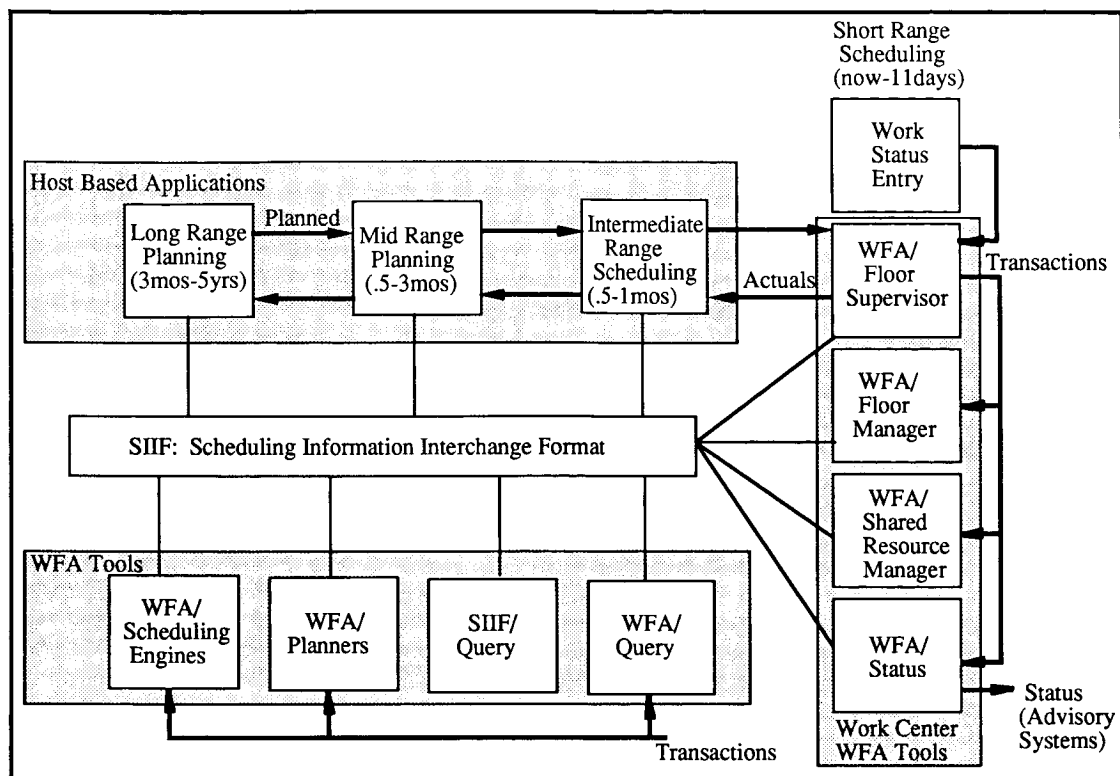 Short Range
Scheduling
(now-11days)
Work
Status
Entry
Host Based Applications
Long Range
Planning
(3mos-5yrs)
Planned
Mid Range
Planning
(.5-3mos)
Intermediate
Range
Scheduling
(.5-1mos)
Actuals
WFA/
Floor
Supervisor
Transactions
WFA/
Floor
Manager
SIIF: Scheduling Information Interchange Format
WFA/
Shared
Resource
Manager
WFA Tools
WFA/
Scheduling
Engines
WFA/
Planners
SIIF/
Query
WFA/
Query
WFA/
Status
Transactions
Status
(Advisory
Systems)
Work Center
WFA Tools